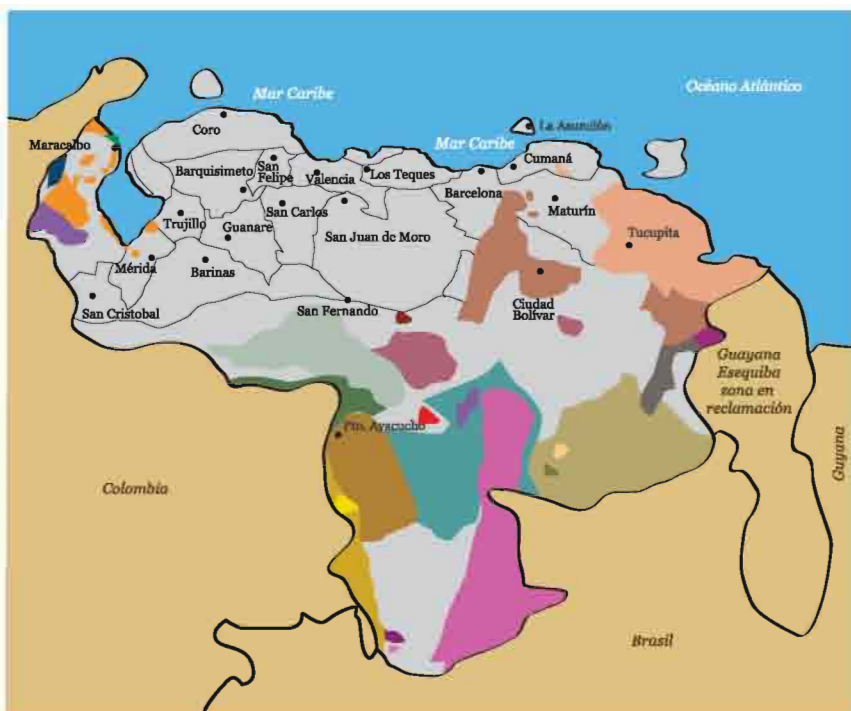 Mar Caribe
Océano Atlántico
Coro
Mar Caribe
La Asunción
Maracaibo
Cumaná
Barquisimeto
San
Felipe
Valencia
Los Teques
Barcelona
Maturín
Trujillo
Guanare
San Carlos
San Juan de Moro
Tucupita
Mérida
Barinas
Ciudad
Bolívar
San Cristobal
San Fernando
Guayana
Esequiba
zona en
reclamación
Pto. Ayacucho
Colombia
Guyana
Brasil